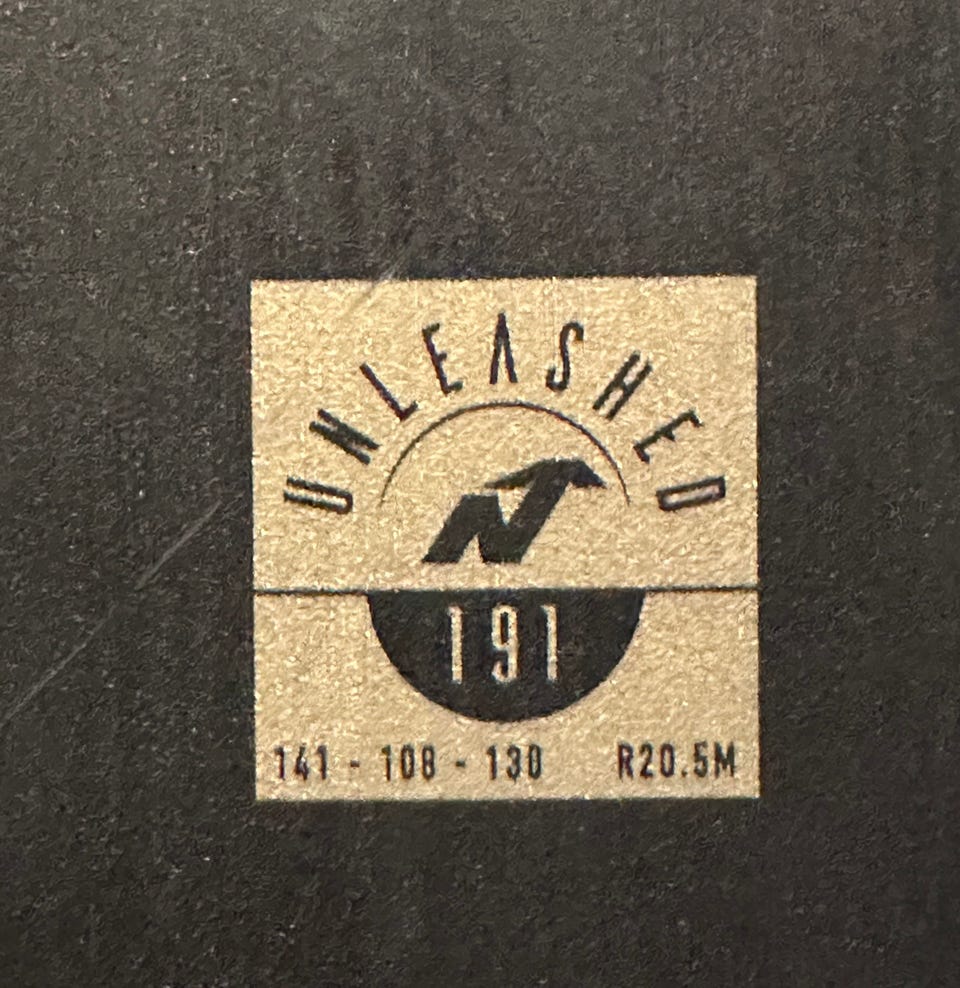 UNLEASHED
N
191
141 - 108 - 130 R20.5M